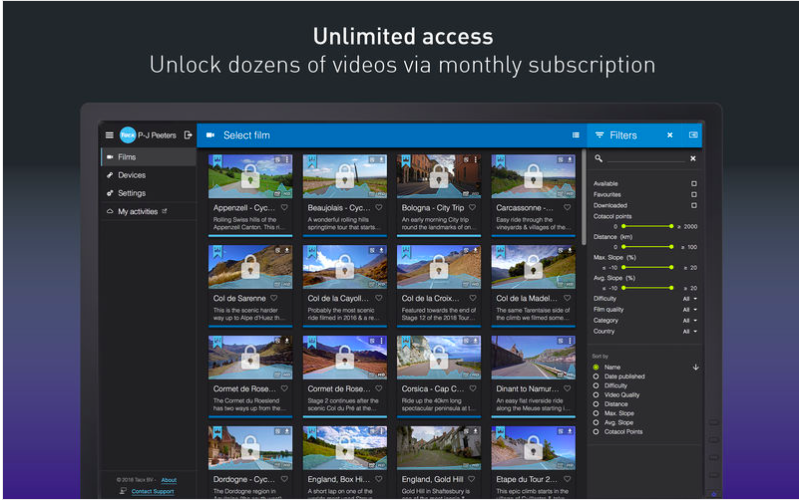 Unlimited access
Unlock dozens of videos via monthly subscription
Tacx
P-J Peeters
Select film
Filters
Films
Devices
Settings
My activities
Appenzell - Cyc...
Rolling Swiss hills of the
Appenzell Canton. This ri...
Beaujolais - Cyc...
A wonderful rolling hills
springtime tour that starts...
Bologna - City Trip
An early morning City trip
round the landmarks of on...
Carcassonne -...
Easy ride through the
vineyards & villages of the...
Col de Sarenne
This is the scenic harder
way up to Alpe d'Huez th...
Col de la Cayoll...
Probably the most scenic
ride filmed in 2016 & a re...
Col de la Croix...
Featured towards the end of
Stage 12 of the 2018 Tour...
Col de la Madel...
The same Tarentaise side of
the climb we filmed some...
Cormet de Rose...
The Cormet du Roselend
has two ways up from the...
Cormet de Rose...
Stage 2 continues after the
scenic Col du Pré at the...
Corsica - Cap C...
Ride up the 40km long
spectacular peninsula at t...
Dinant to Namur...
An easy flat riverside ride
along the Meuse starting i...
Dordogne - Cyc...
The Dordogne region in
England, Box Hi...
A short lap on one of the
England, Gold Hill
Gold Hill in Shaftesbury is
Etape du Tour 2...
This epic climb starts in the
Available
Favourites
Downloaded
Cotacol points
0 ≥ 2000
Distance (km)
0 ≥ 100
Max. Slope (%)
≤ -10 ≥ 20
Avg. Slope (%)
≤ -10 ≥ 20
Difficulty All
Film quality All
Category All
Country All
Sort by
Name
Date published
Difficulty
Video Quality
Distance
Max. Slope
Avg. Slope
Cotacol Points
© 2018 Tacx BV - About
Contact Support